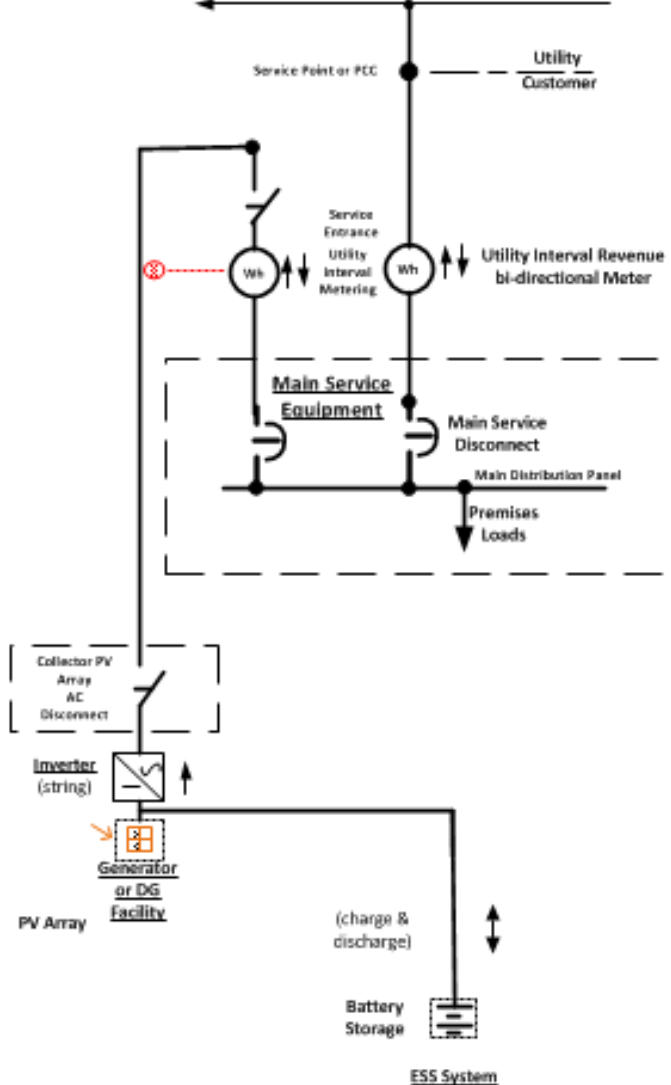 Service Point or PCC
Utility
Customer
Service
Entrance
Utility
Interval
Metering
Wh
Wh
Utility Interval Revenue
bi-directional Meter
Main Service
Equipment
Main Service
Disconnect
Main Distribution Panel
Premises
Loads
Collector PV
Array
AC
Disconnect
Inverter
(string)
Generator
or DG
Facility
PV Array
(charge &
discharge)
Battery
Storage
ESS System